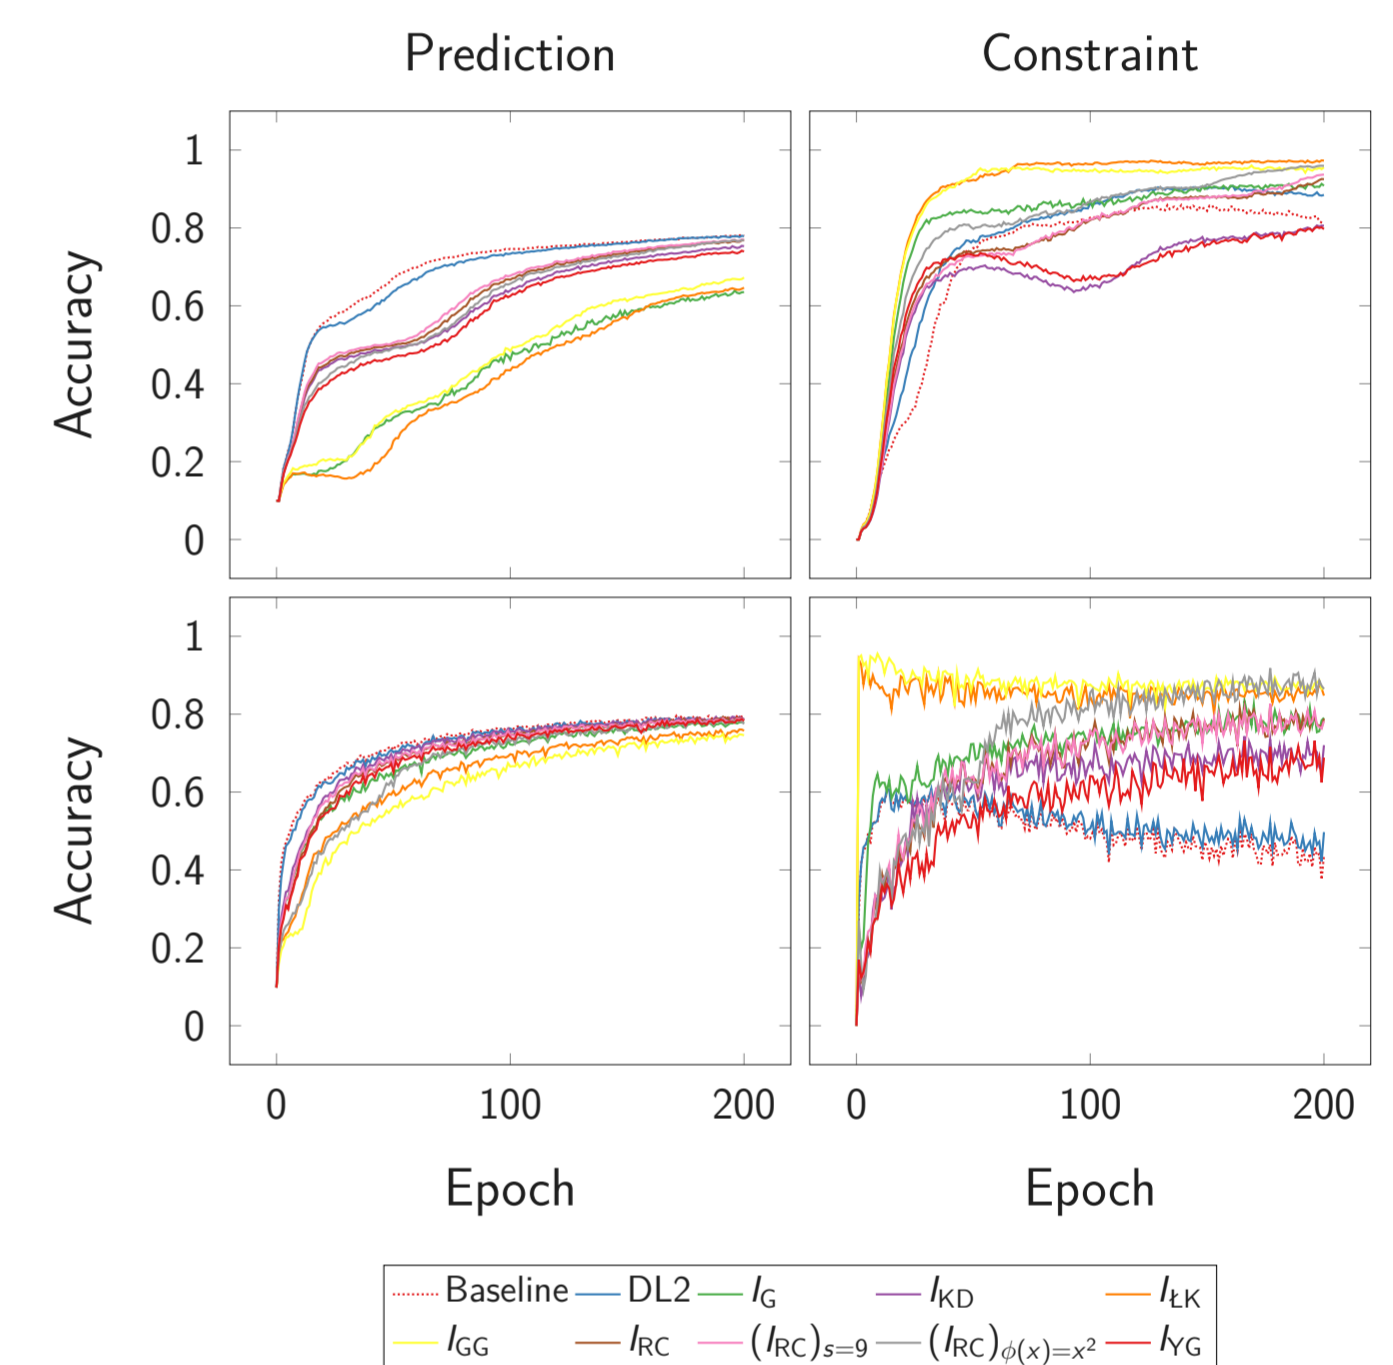 Prediction Constraint
1
0.8
0.6
0.4
0.2
0
Accuracy
1
0.8
0.6
0.4
0.2
0
Accuracy
0 100 200 0 100 200
Epoch Epoch
Baseline DL2 I_G I_KD I_ŁK
I_GG I_RC (I_RC)_s=9 (I_RC)_ϕ(x)=x² I_YG